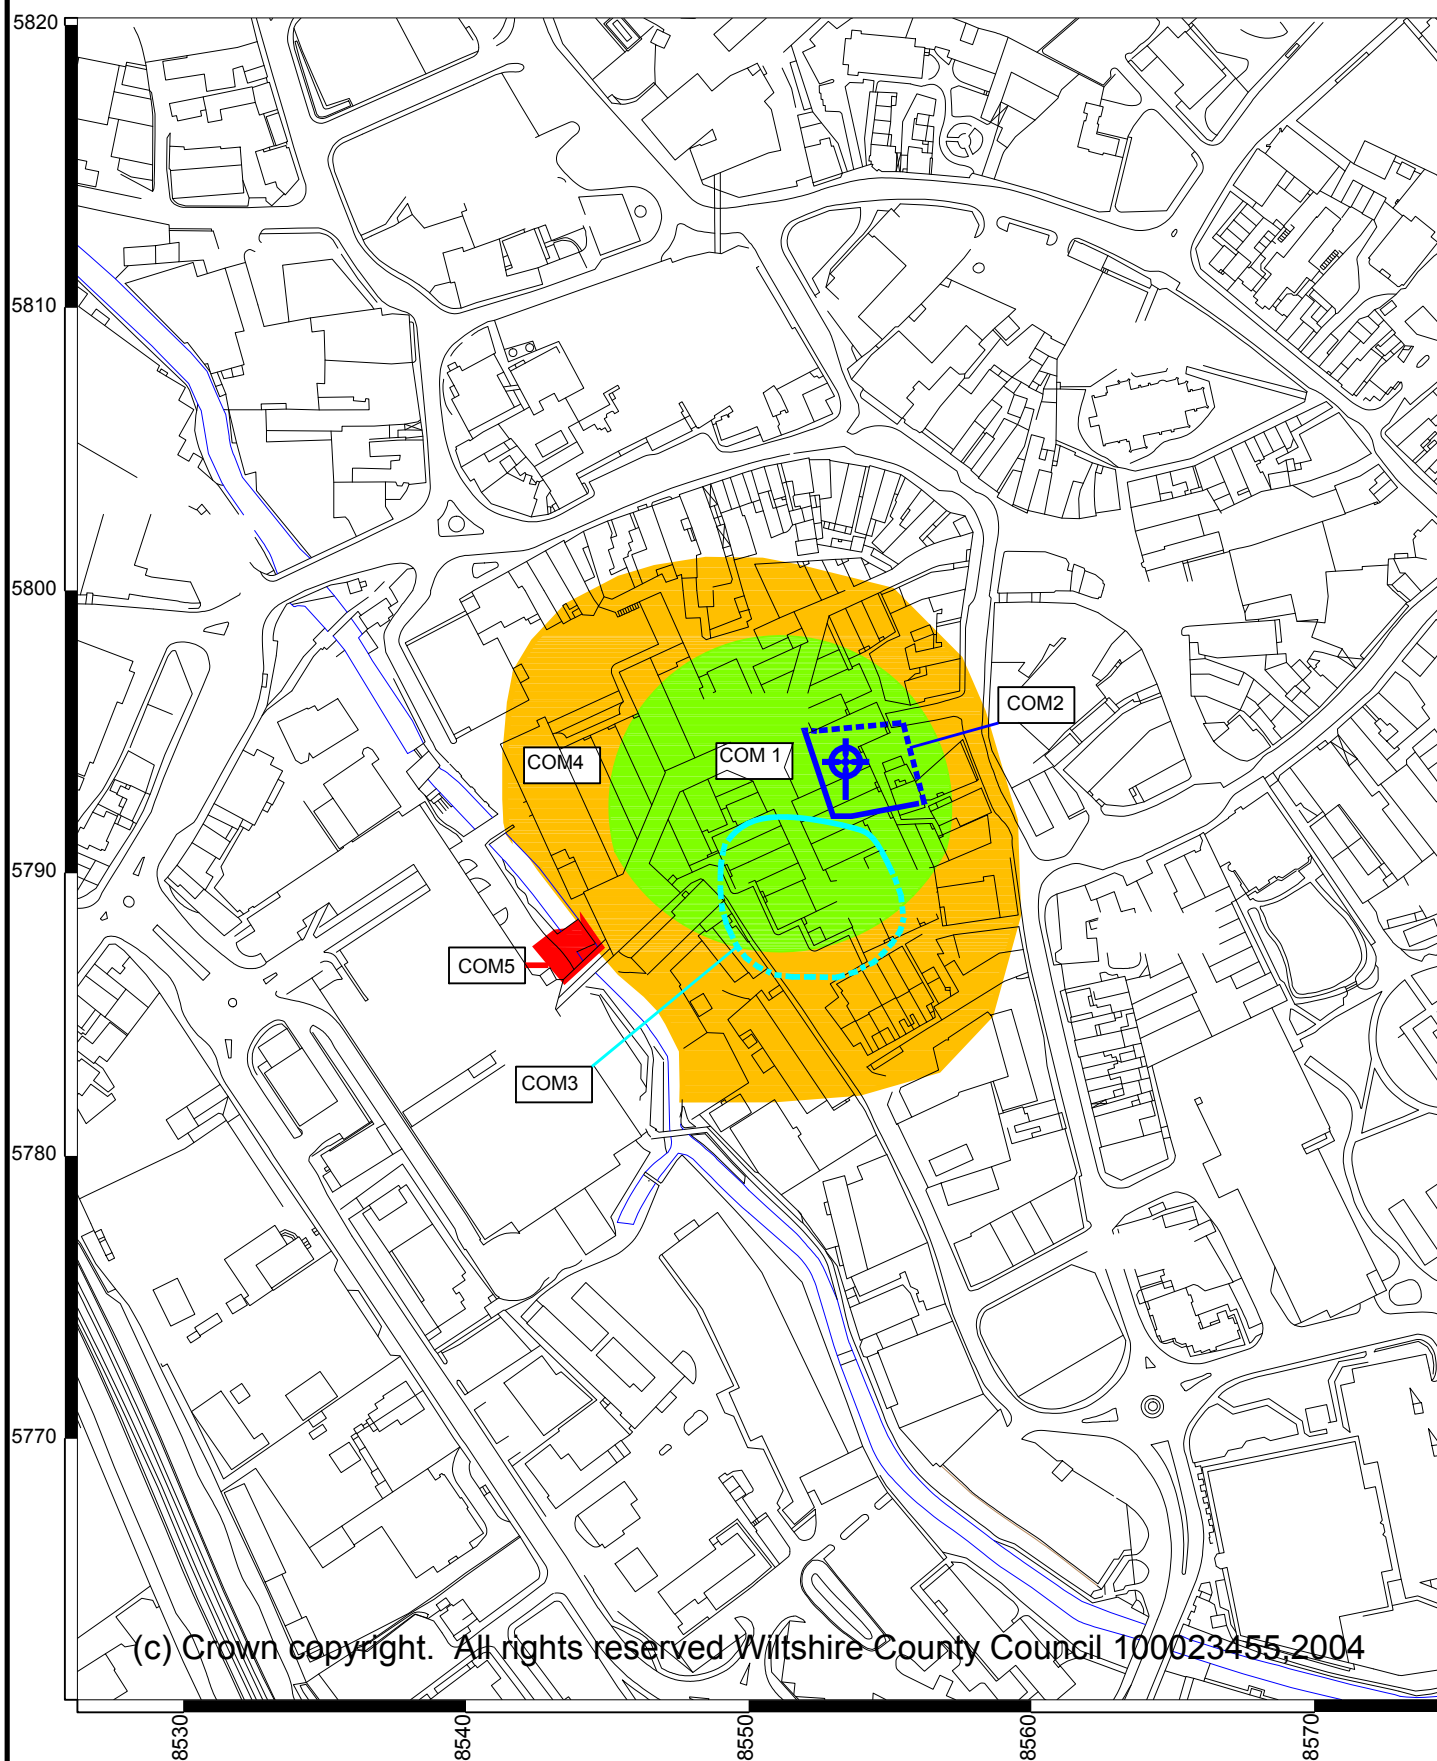 5820
5810
5800
COM2
COM 1
COM4
5790
COM5
COM3
5780
5770
(c) Crown copyright. All rights reserved Wiltshire County Council 100023455,2004
8530
8540
8550
8560
8570